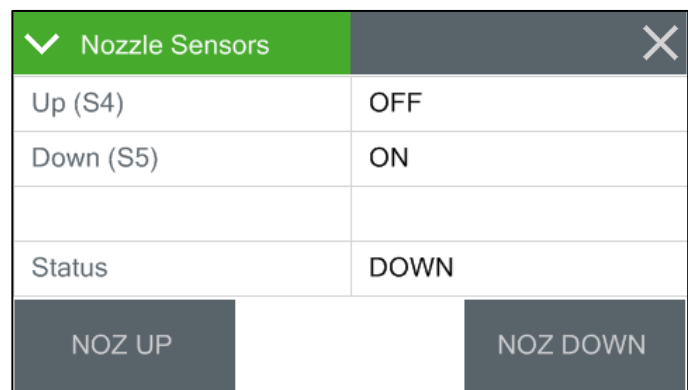 Nozzle Sensors
Up (S4) OFF
Down (S5) ON
Status DOWN
NOZ UP NOZ DOWN